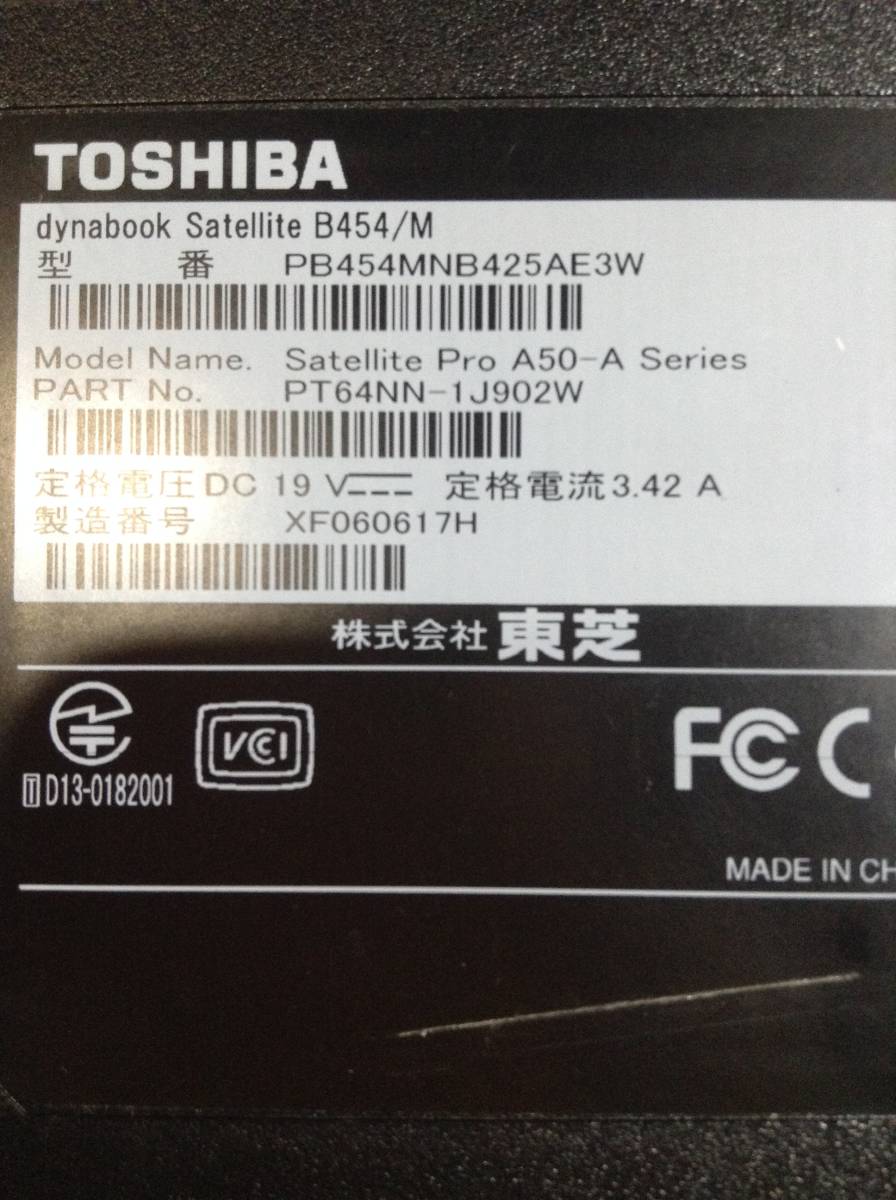 TOSHIBA
dynabook Satellite B454/M
型 番 PB454MNB425AE3W
Model Name. Satellite Pro A50-A Series
PART No. PT64NN-1J902W
定格電圧 DC 19 V 定格電流 3.42 A
製造番号 XF060617H
株式会社 東芝
VCCI FC C
T D13-0182001
MADE IN CH